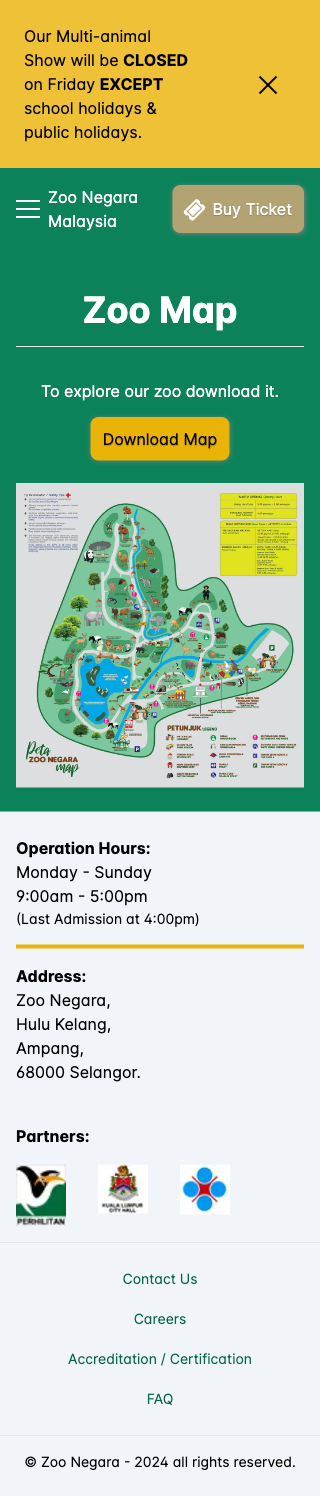 Our Multi-animal
Show will be CLOSED
on Friday EXCEPT
school holidays &
public holidays.
Zoo Negara
Malaysia
Buy Ticket
Zoo Map
To explore our zoo download it.
Download Map
Peta
ZOO NEGARA
map
PETUNJUK LEGEND
Operation Hours:
Monday - Sunday
9:00am - 5:00pm
(Last Admission at 4:00pm)
Address:
Zoo Negara,
Hulu Kelang,
Ampang,
68000 Selangor.
Partners:
PERHILITAN
KUALA LUMPUR
CITY HALL
Contact Us
Careers
Accreditation / Certification
FAQ
© Zoo Negara - 2024 all rights reserved.